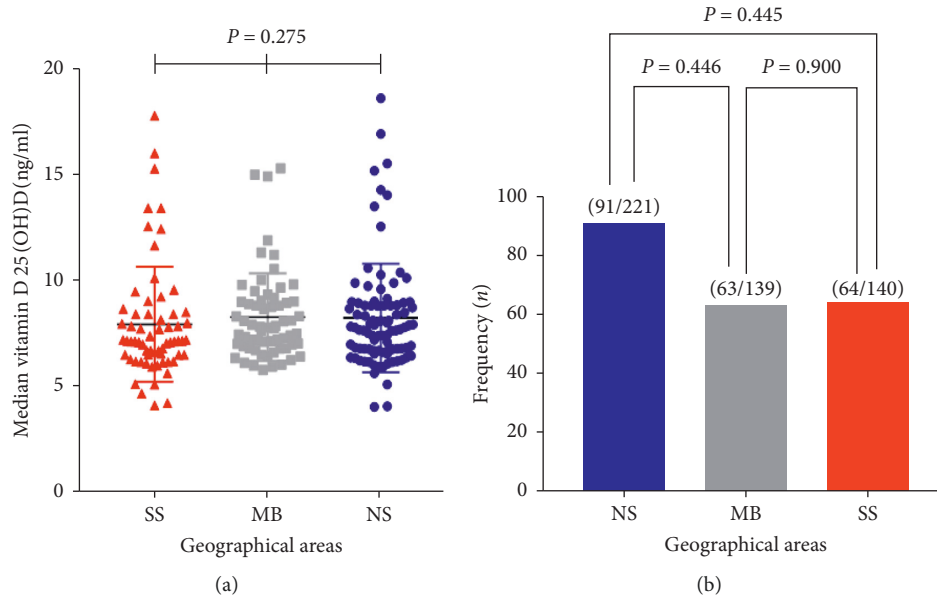 P = 0.275
20
15
10
5
0
Median vitamin D 25(OH)D(ng/ml)
SS MB NS
Geographical areas
(a)
P = 0.445
P = 0.446 P = 0.900
100
80
60
40
20
0
Frequency (n)
(91/221)
(63/139) (64/140)
NS MB SS
Geographical areas
(b)